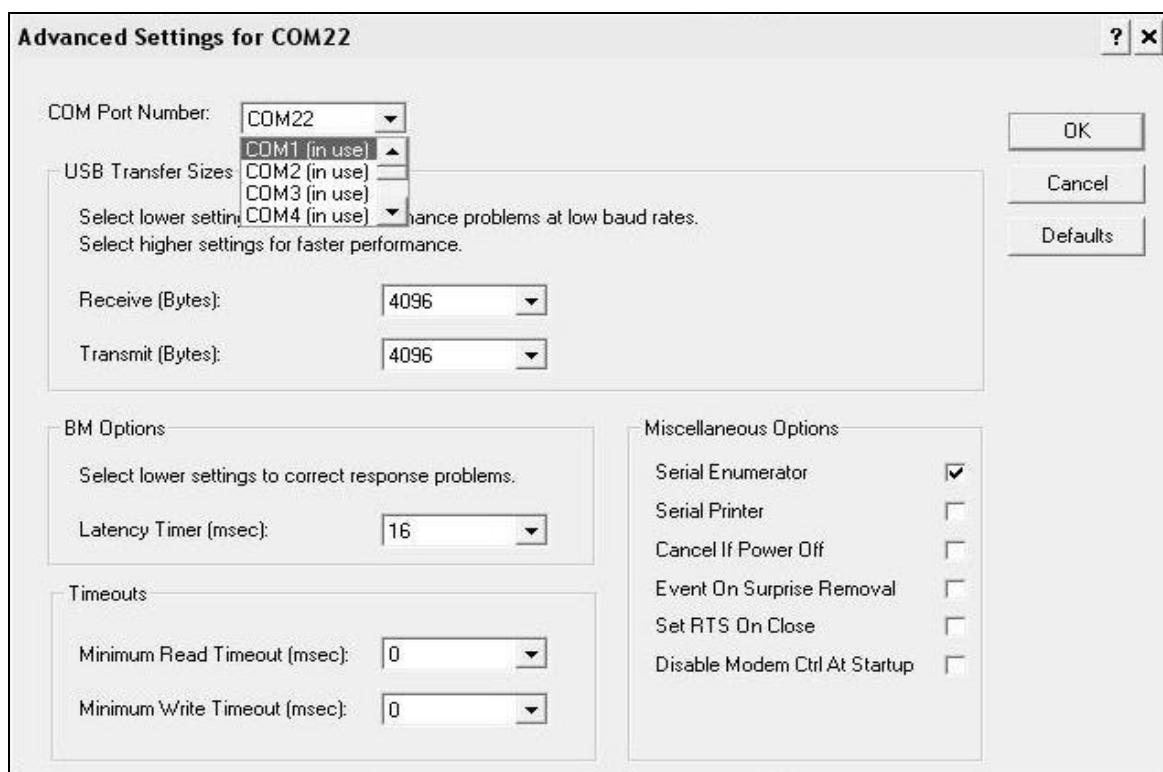 Advanced Settings for COM22
? ×
COM Port Number:
COM22
COM1 (in use)
COM2 (in use)
COM3 (in use)
COM4 (in use)
OK
Cancel
Defaults
USB Transfer Sizes
Select lower settin
mance problems at low baud rates.
Select higher settings for faster performance.
Receive (Bytes):
4096
Transmit (Bytes):
4096
BM Options
Select lower settings to correct response problems.
Latency Timer (msec):
16
Timeouts
Minimum Read Timeout (msec):
0
Minimum Write Timeout (msec):
0
Miscellaneous Options
Serial Enumerator
Serial Printer
Cancel If Power Off
Event On Surprise Removal
Set RTS On Close
Disable Modem Ctrl At Startup